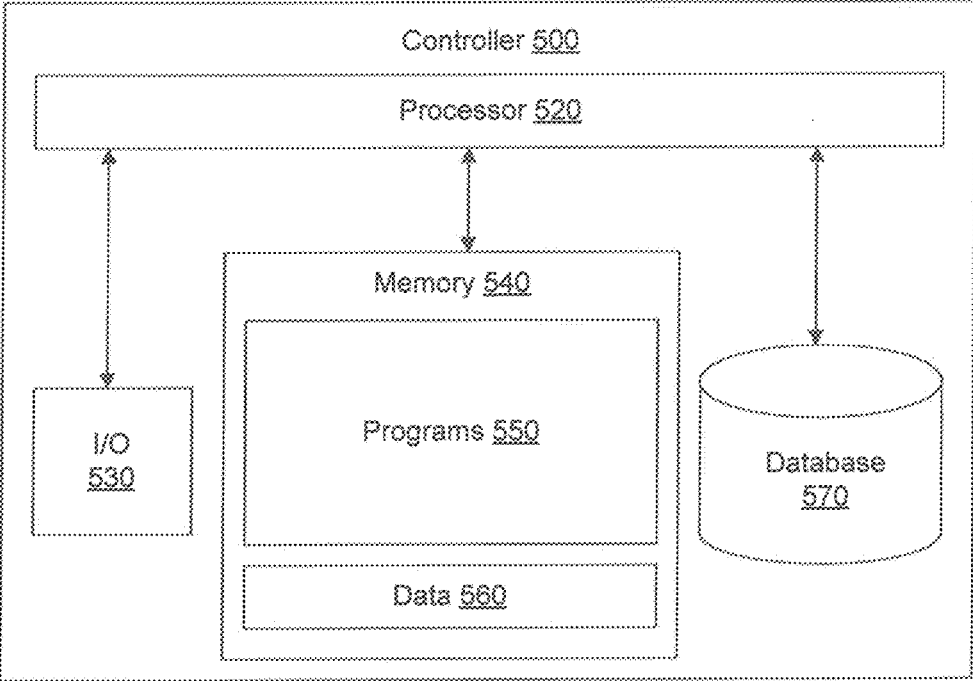 Controller 500
Processor 520
Memory 540
Programs 550
I/O
530
Database
570
Data 560